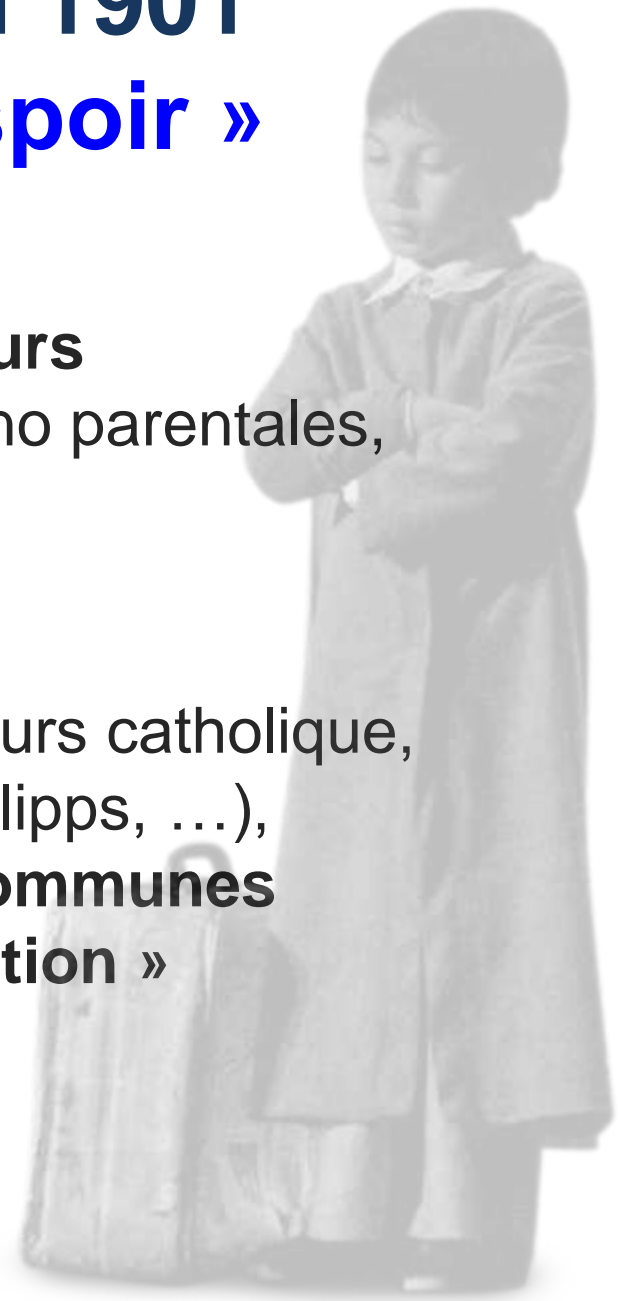 1901
spoir »
urs
no parentales,
urs catholique,
lipps, …),
ommunes
tion »